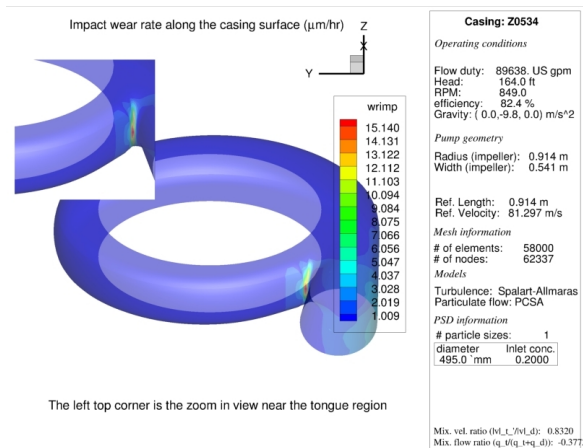 Impact wear rate along the casing surface (μm/hr)
Z
X
Y
wrimp
15.140
14.131
13.122
12.112
11.103
10.094
9.084
8.075
7.066
6.056
5.047
4.037
3.028
2.019
1.009
The left top corner is the zoom in view near the tongue region
Casing: Z0534
Operating conditions
Flow duty: 89638. US gpm
Head: 164.0 ft
RPM: 849.0
efficiency: 82.4 %
Gravity: ( 0.0,-9.8, 0.0) m/s^2
Pump geometry
Radius (impeller): 0.914 m
Width (impeller): 0.541 m
Ref. Length: 0.914 m
Ref. Velocity: 81.297 m/s
Mesh information
# of elements: 58000
# of nodes: 62337
Models
Turbulence: Spalart-Allmaras
Particulate flow: PCSA
PSD information
# particle sizes: 1
diameter Inlet conc.
495.0 `mm 0.2000
Mix. vel. ratio (lvl_t_'/lvl_d): 0.8320
Mix. flow ratio (q_t/(q_t+q_d): -0.377